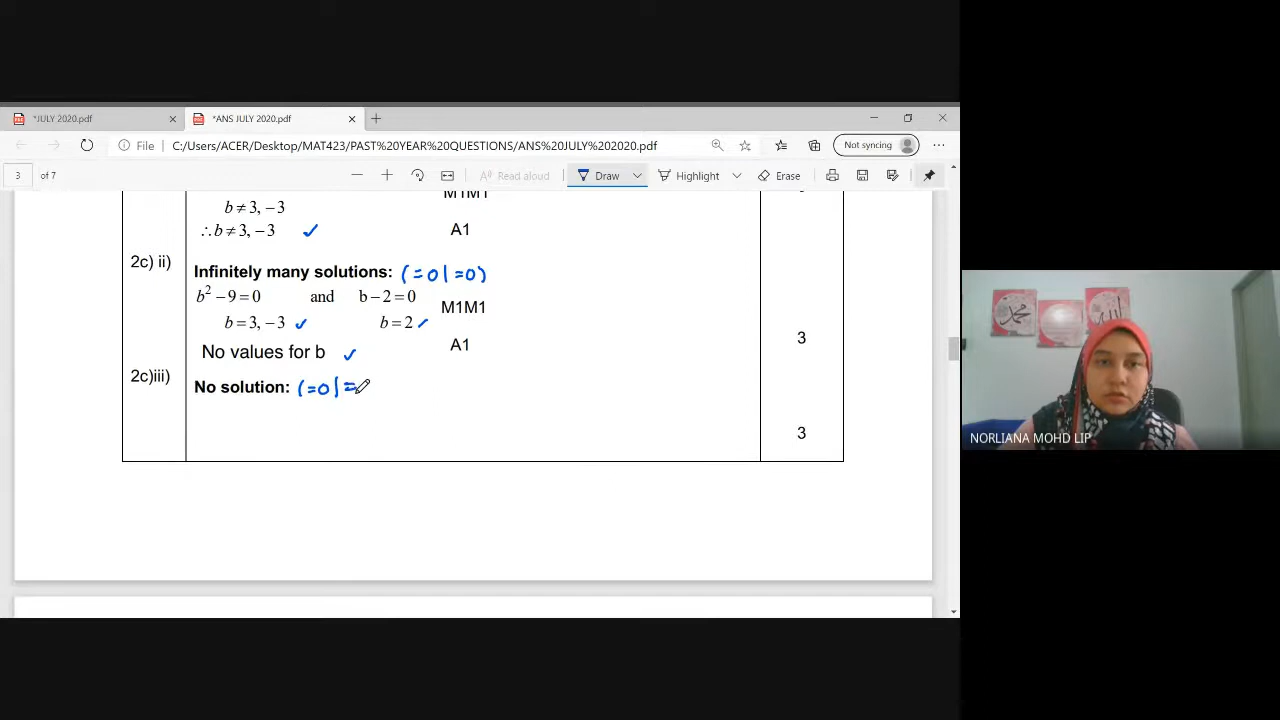 *JULY 2020.pdf
*ANS JULY 2020.pdf
File
C:/Users/ACER/Desktop/MAT423/PAST%20YEAR%20QUESTIONS/ANS%20JULY%202020.pdf
Not syncing
3 of 7
Read aloud
Draw
Highlight
Erase
b ≠ 3, −3
M1M1
∴ b ≠ 3, −3 ✓
A1
2c) ii)
Infinitely many solutions: (=0|=0)
b² − 9 = 0 and b − 2 = 0
M1M1
b = 3, −3 ✓ b = 2 ✓
3
No values for b ✓
A1
2c)iii)
No solution: (=0|=
3
NORLIANA MOHD LIP